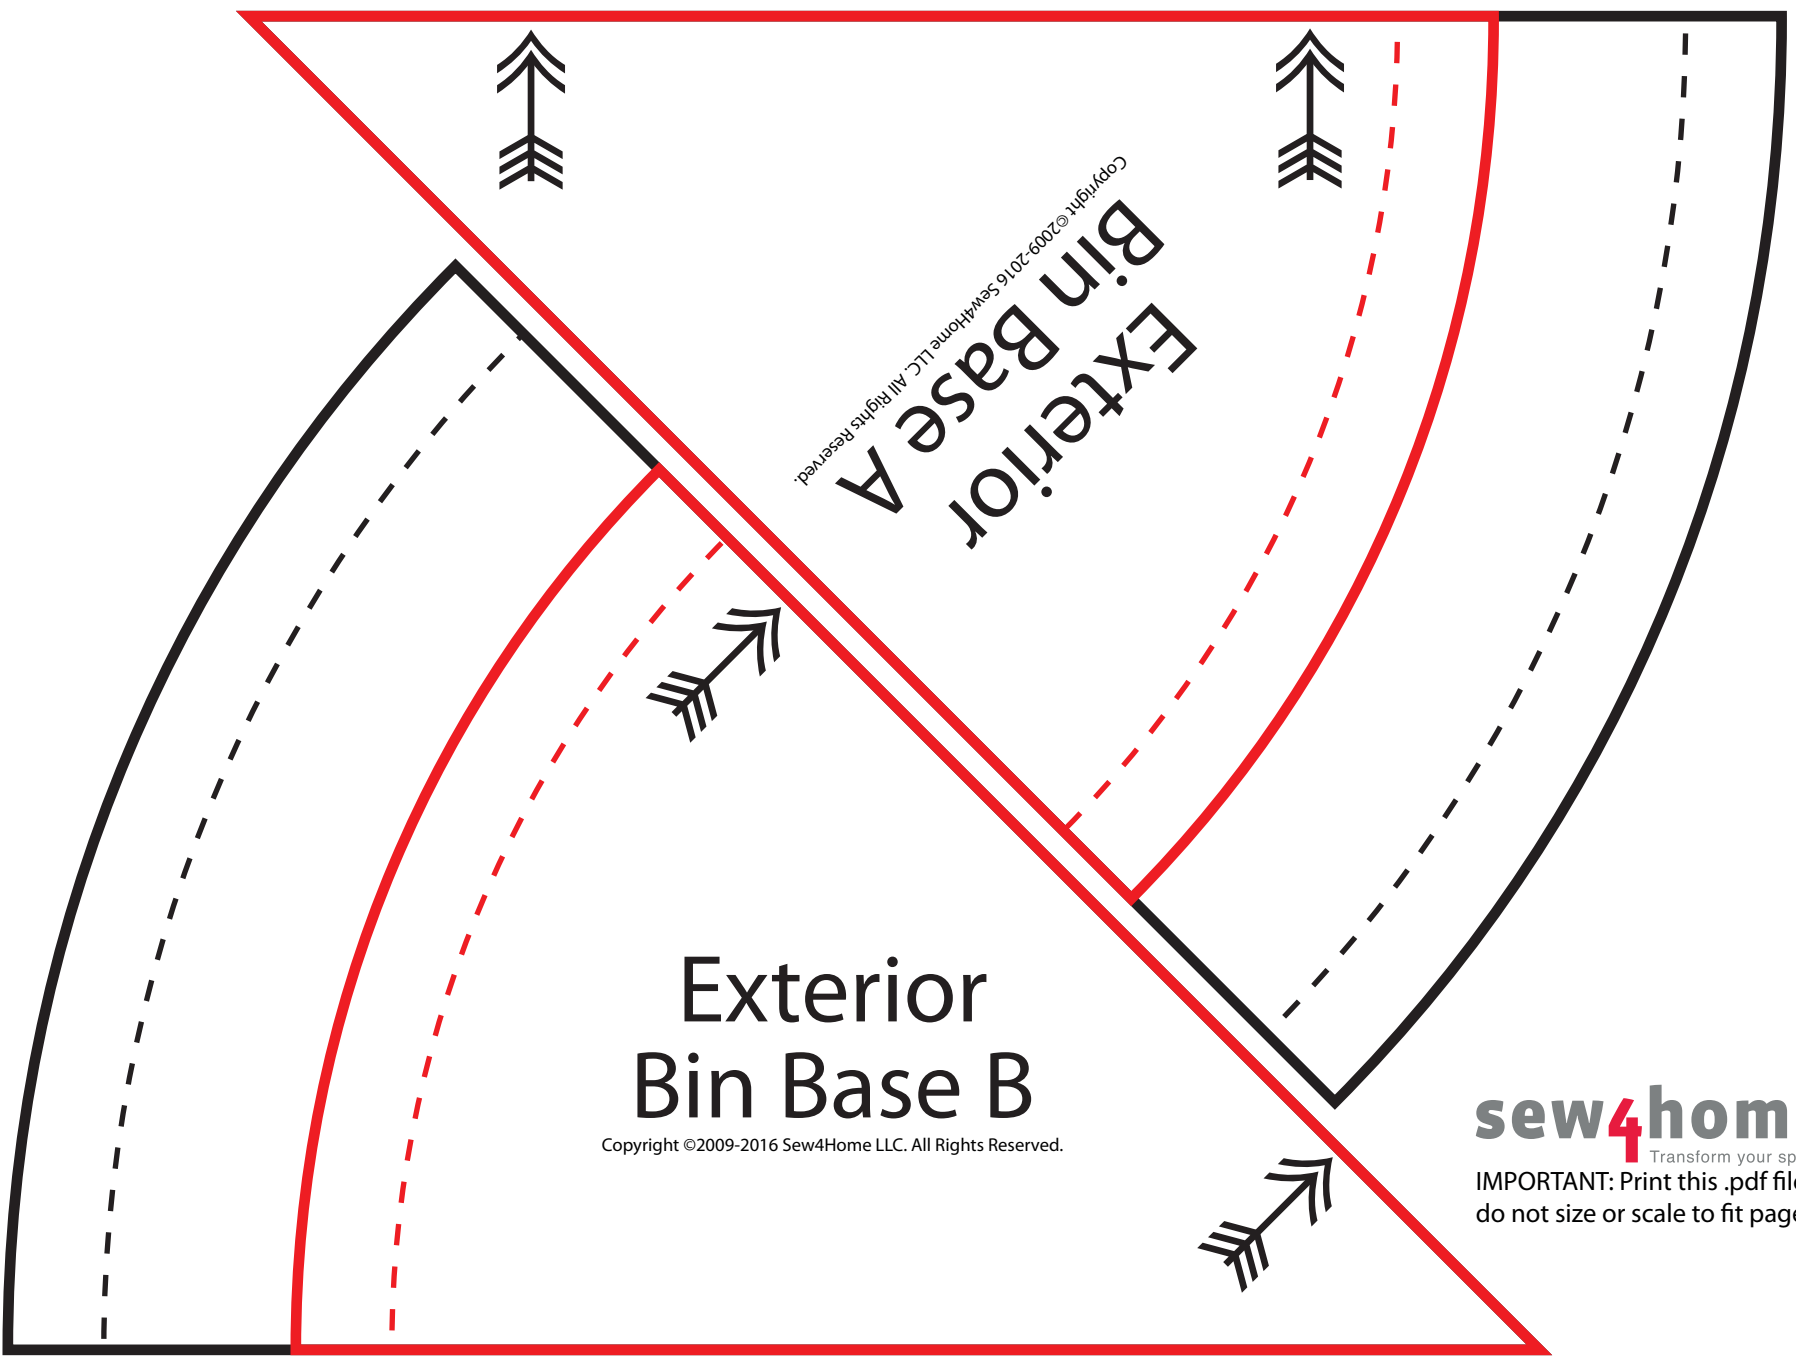 Exterior
Bin Base A
Copyright ©2009-2016 Sew4Home LLC. All Rights Reserved.
Exterior
Bin Base B
Copyright ©2009-2016 Sew4Home LLC. All Rights Reserved.
sew4hom
Transform your sp
IMPORTANT: Print this .pdf file
do not size or scale to fit page